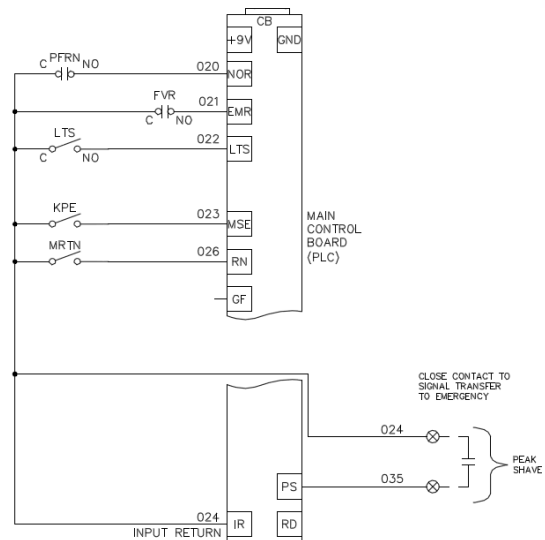 CB
+9V GND
C PFRN NO 020 NOR
FVR
C NO 021 EMR
LTS
C NO 022 LTS
KPE 023 MSE
MAIN
CONTROL
BOARD
(PLC)
MRTN 026 RN
GF
CLOSE CONTACT TO
SIGNAL TRANSFER
TO EMERGENCY
024
PEAK
SHAVE
PS 035
024 IR RD
INPUT RETURN